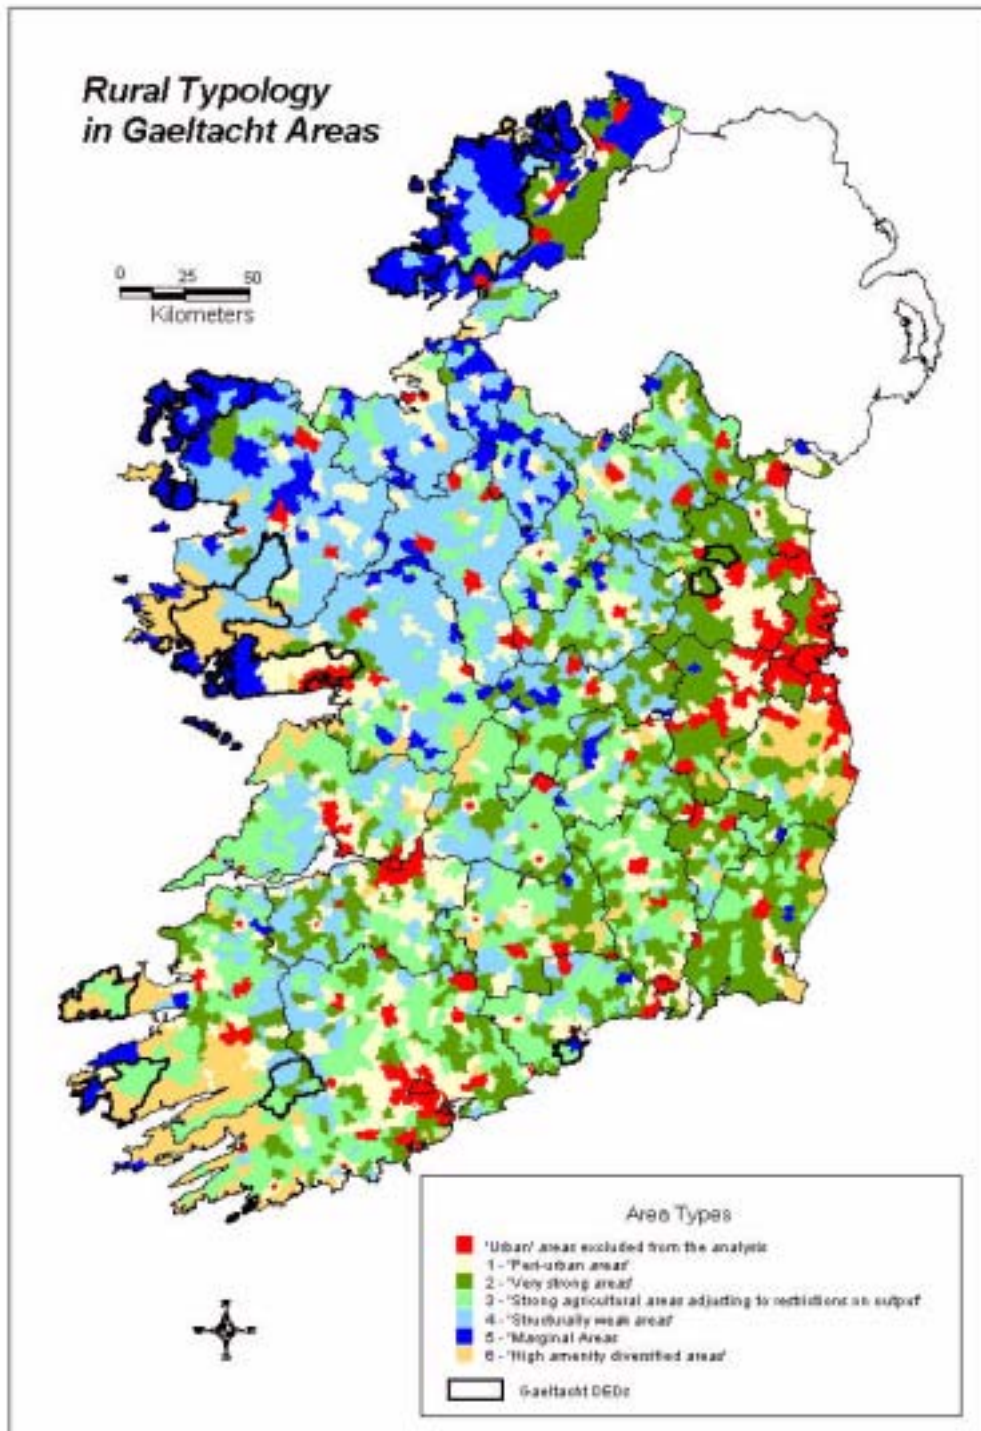 Rural Typology
in Gaeltacht Areas
0 25 50
Kilometers
Area Types
'Urban' areas excluded from the analysis
1 - 'Peri-urban areas'
2 - 'Very strong areas'
3 - 'Strong agricultural areas adjusting to restrictions on output'
4 - 'Structurally weak areas'
5 - 'Marginal Areas
6 - 'High amenity diversified areas'
Gaeltacht DEDs
N
W E
S